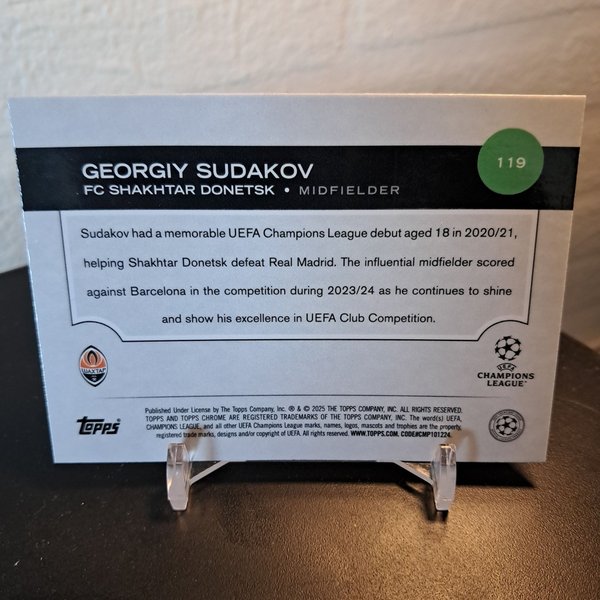 GEORGIY SUDAKOV
119
FC SHAKHTAR DONETSK • MIDFIELDER
Sudakov had a memorable UEFA Champions League debut aged 18 in 2020/21,
helping Shakhtar Donetsk defeat Real Madrid. The influential midfielder scored
against Barcelona in the competition during 2023/24 as he continues to shine
and show his excellence in UEFA Club Competition.
ШАХТАР
UEFA
CHAMPIONS
LEAGUE®
Topps®
Published Under License by The Topps Company, Inc. ® & © 2025 THE TOPPS COMPANY, INC. ALL RIGHTS RESERVED.
TOPPS AND TOPPS CHROME ARE REGISTERED TRADEMARKS OF THE TOPPS COMPANY, INC. The word(s) UEFA,
CHAMPIONS LEAGUE, and all other UEFA Champions League marks, names, logos, mascots and trophies are the property,
registered trade marks, designs and/or copyright of UEFA. All rights reserved. WWW.TOPPS.COM. CODE#CMP101224.